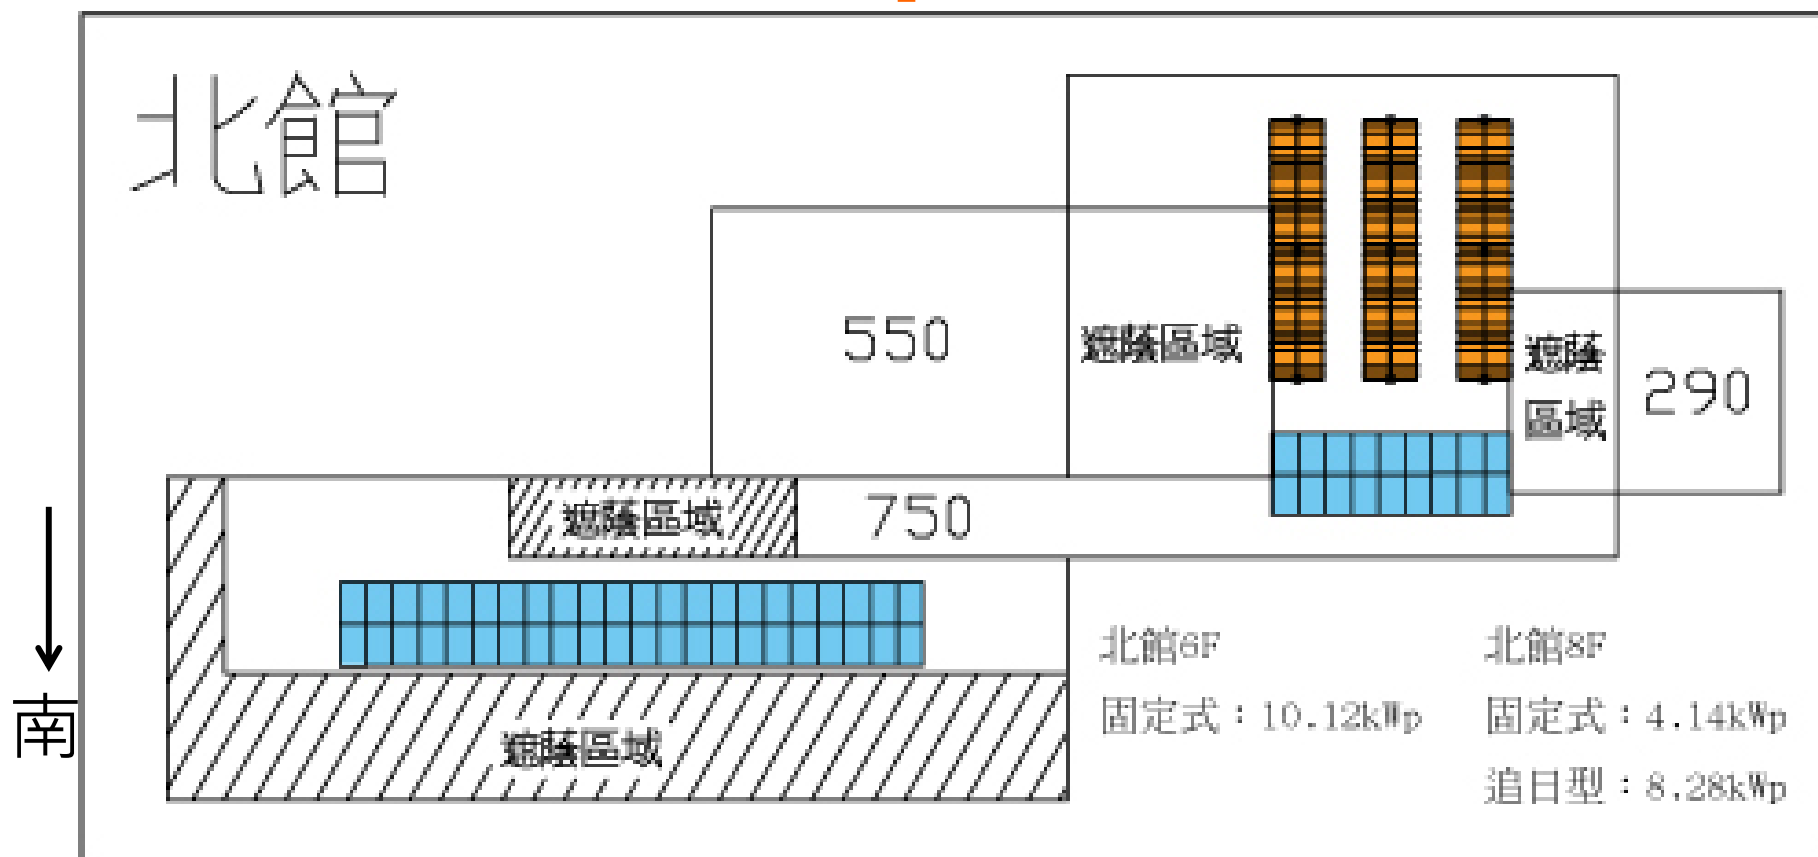 北館
550
遮蔭區域
遮蔭
區域
290
遮蔭區域
750
遮蔭區域
南
北館6F
固定式：10.12kWp
北館8F
固定式：4.14kWp
追日型：8.28kWp